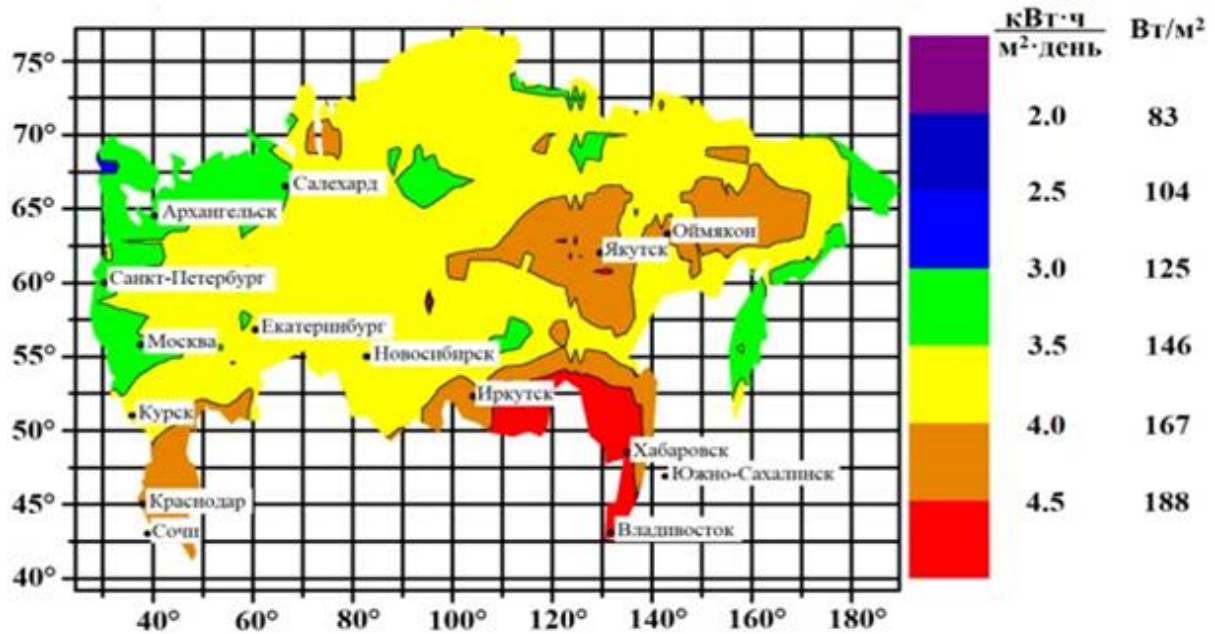 кВт·ч Вт/м²
м²·день
75°
2.0 83
70°
Салехард
2.5 104
65°
Архангельск
Оймякон
Якутск
3.0 125
60°
Санкт-Петербург
Екатеринбург
Москва
3.5 146
55°
Новосибирск
Иркутск
Курск
4.0 167
50°
Хабаровск
Южно-Сахалинск
4.5 188
45°
Краснодар
Сочи
Владивосток
40°
40° 60° 80° 100° 120° 140° 160° 180°